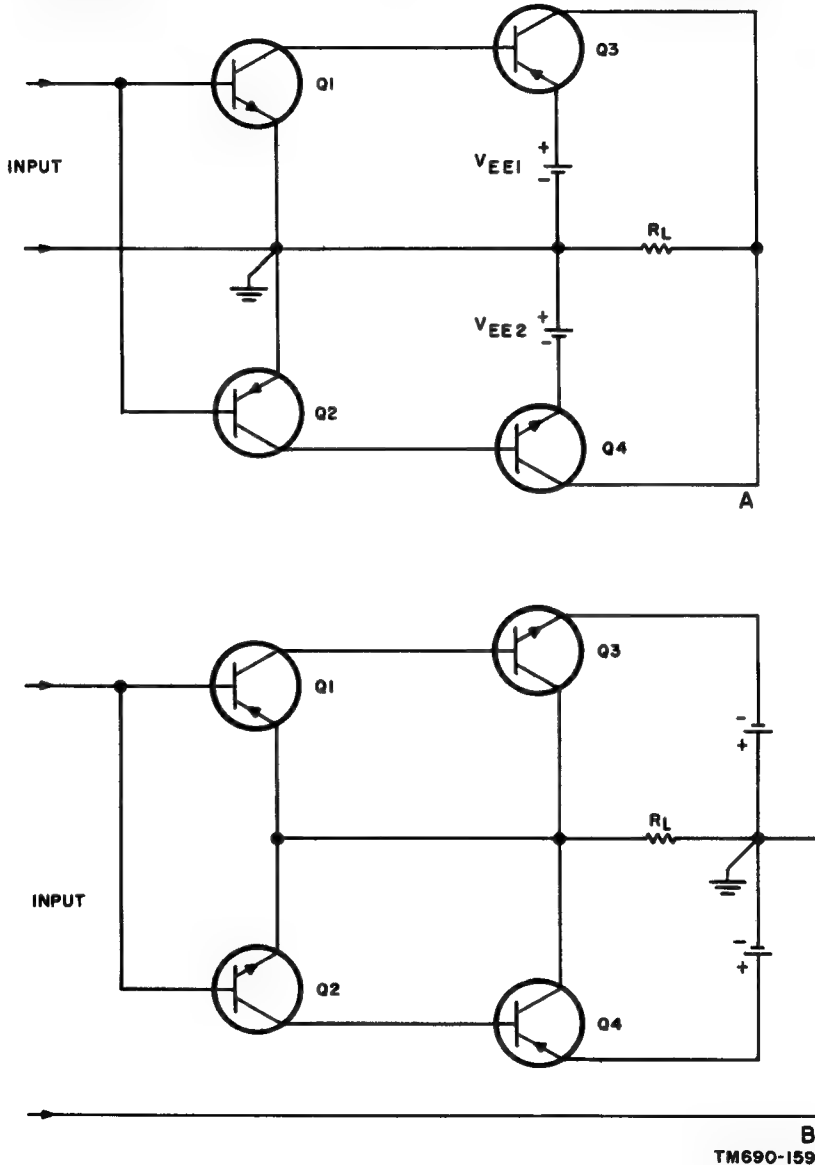 Q1
Q3
INPUT
VEE1
+
-
RL
VEE2
+
-
Q2
Q4
A
Q1
Q3
-
+
RL
INPUT
-
+
Q2
Q4
B
TM690-159